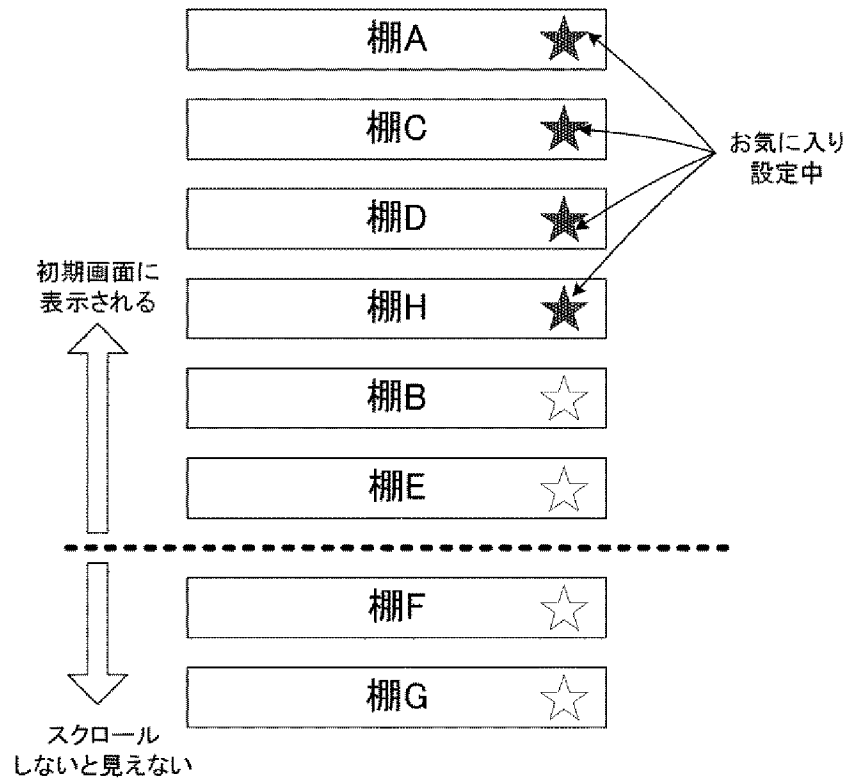 棚A
棚C
お気に入り
設定中
棚D
初期画面に
表示される
棚H
棚B
棚E
棚F
棚G
スクロール
しないと見えない